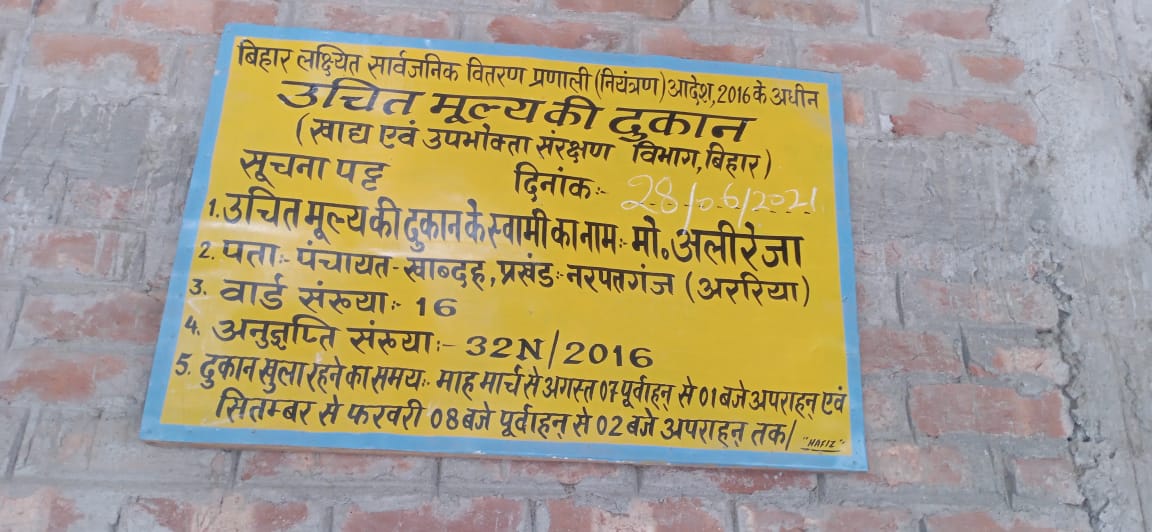 बिहार लक्ष्यित सार्वजनिक वितरण प्रणाली (नियंत्रण) आदेश, 2016 के अधीन
उचित मूल्य की दुकान
(खाद्य एवं उपभोक्ता संरक्षण विभाग, बिहार)
सूचना पट्ट दिनांक:- 28/06/2021
1. उचित मूल्य की दुकान के स्वामी का नाम:- मो॰ अली रेजा
2. पता:- पंचायत- खाब्दह, प्रखंड:- नरपतगंज (अररिया)
3. वार्ड संख्या:- 16
4. अनुज्ञप्ति संख्या:- 32N/2016
5. दुकान खुला रहने का समय:- माह मार्च से अगस्त 07 पूर्वाहन् से 01 बजे अपराहन् एवं
सितम्बर से फरवरी 08 बजे पूर्वाहन् से 02 बजे अपराहन् तक।
"HAFIZ"